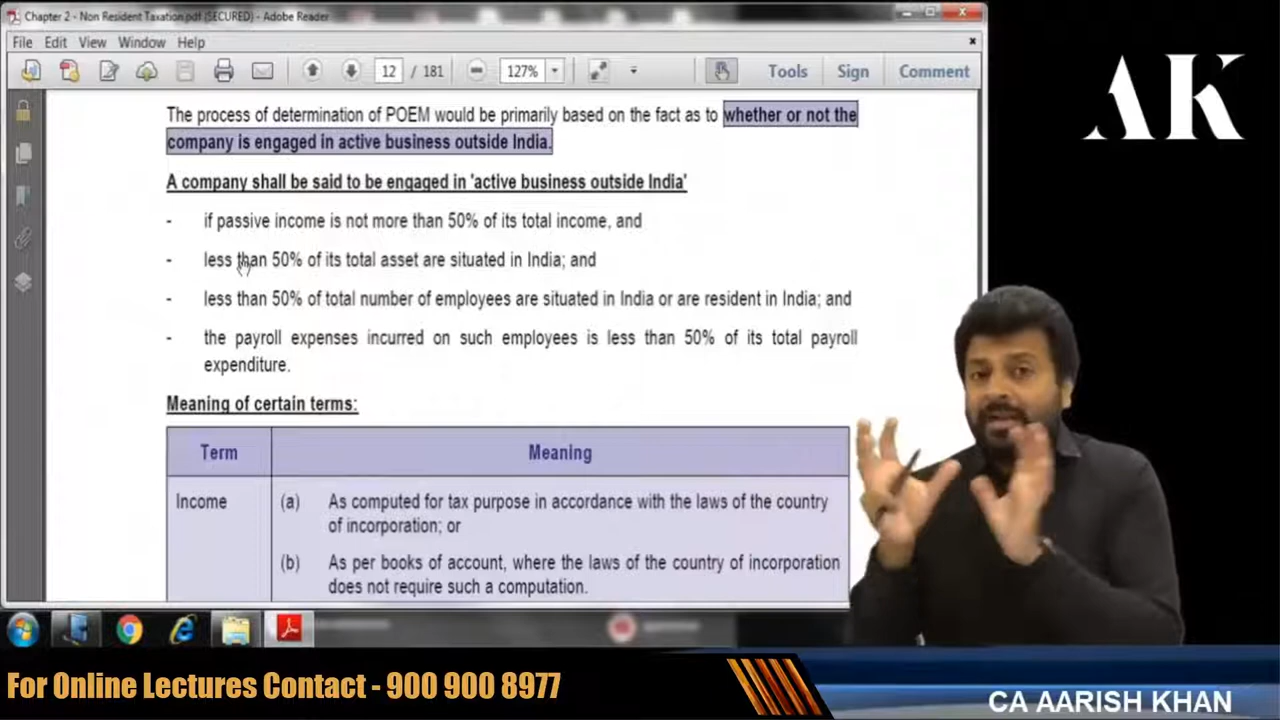 Chapter 2 - Non Resident Taxation.pdf (SECURED) - Adobe Reader
File Edit View Window Help
12 / 181 127% Tools Sign Comment
The process of determination of POEM would be primarily based on the fact as to whether or not the
company is engaged in active business outside India.
A company shall be said to be engaged in 'active business outside India'
- if passive income is not more than 50% of its total income, and
- less than 50% of its total asset are situated in India; and
- less than 50% of total number of employees are situated in India or are resident in India; and
- the payroll expenses incurred on such employees is less than 50% of its total payroll
expenditure.
Meaning of certain terms:
Term Meaning
Income (a) As computed for tax purpose in accordance with the laws of the country
of incorporation; or
(b) As per books of account, where the laws of the country of incorporation
does not require such a computation.
AK
For Online Lectures Contact - 900 900 8977
CA AARISH KHAN